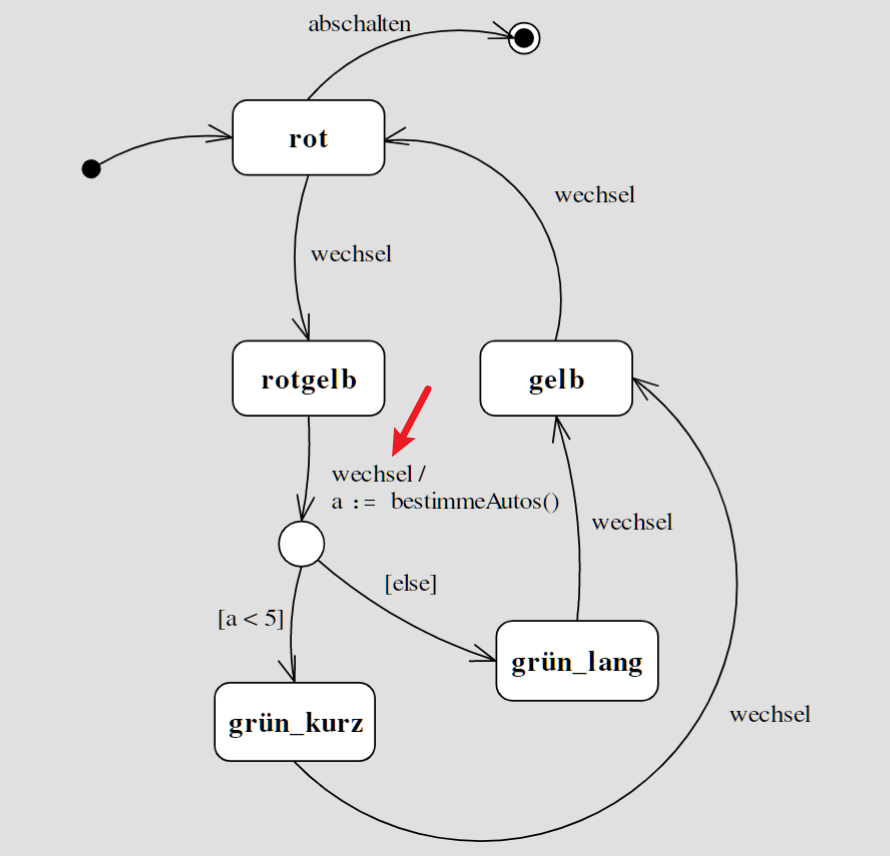 abschalten
rot
wechsel
wechsel
rotgelb
gelb
wechsel /
a := bestimmeAutos()
wechsel
[else]
[a < 5]
grün_lang
grün_kurz
wechsel